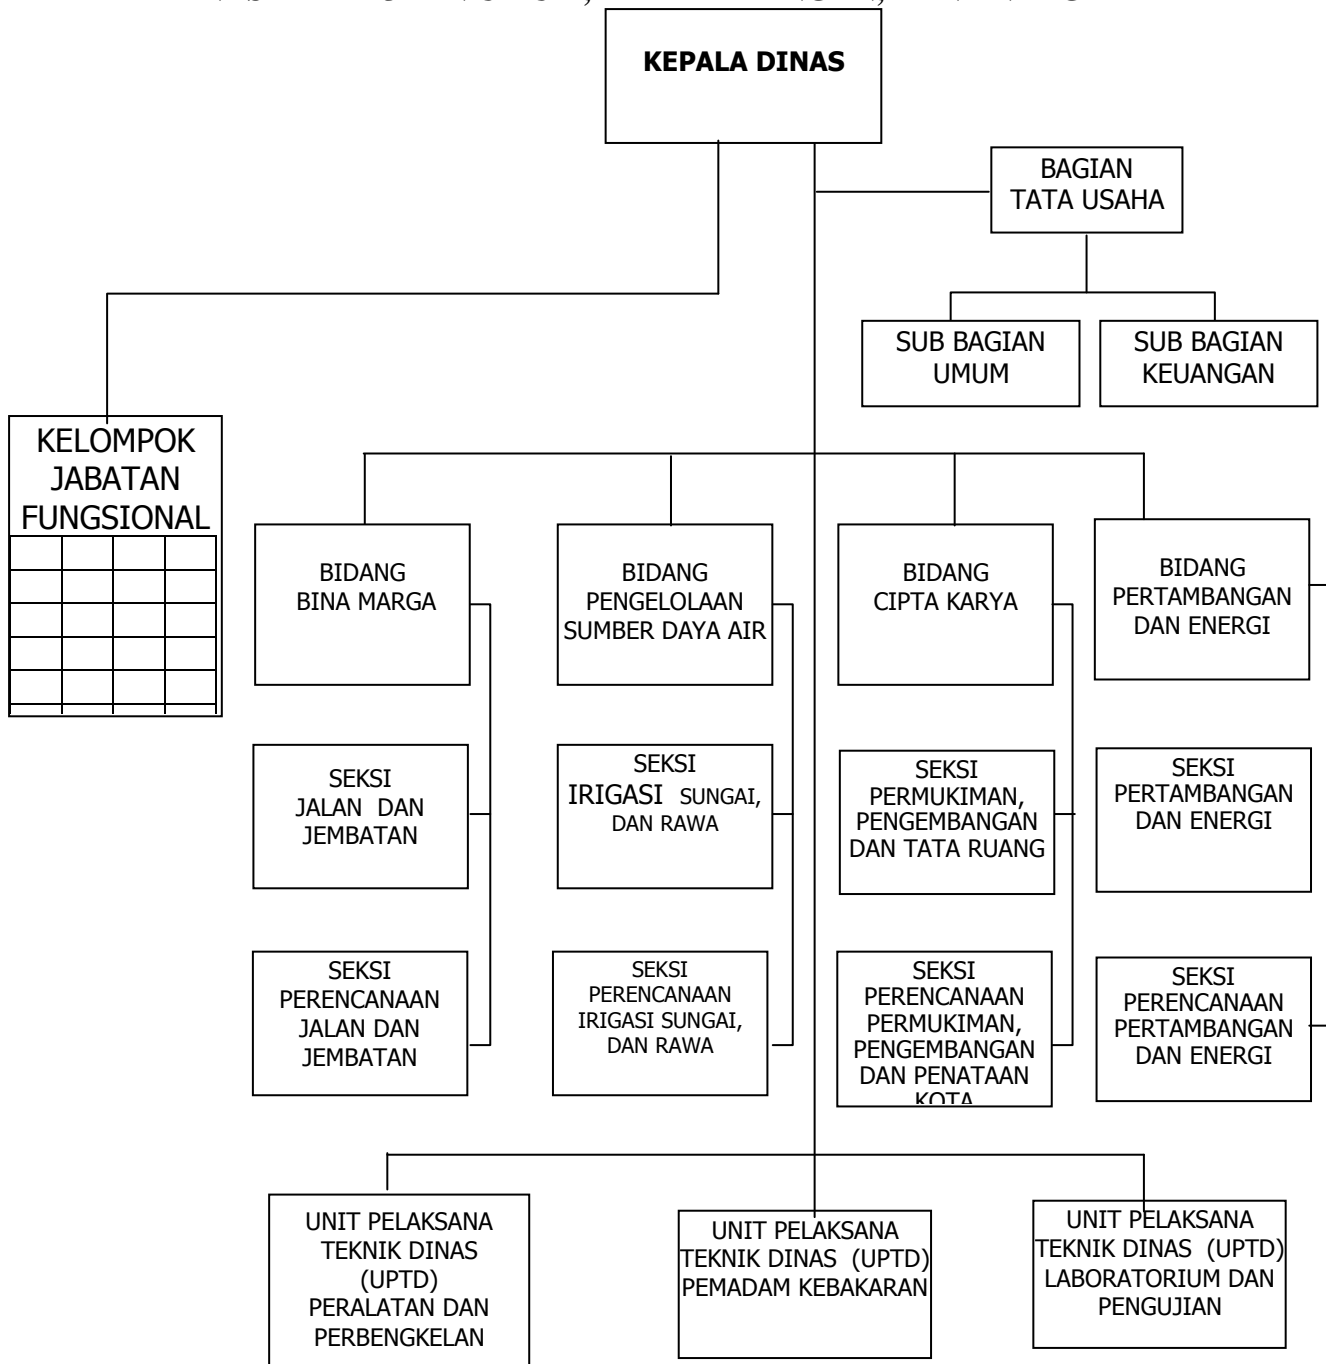 KEPALA DINAS
BAGIAN
TATA USAHA
SUB BAGIAN
UMUM
SUB BAGIAN
KEUANGAN
KELOMPOK
JABATAN
FUNGSIONAL
BIDANG
BINA MARGA
BIDANG
PENGELOLAAN
SUMBER DAYA AIR
BIDANG
CIPTA KARYA
BIDANG
PERTAMBANGAN
DAN ENERGI
SEKSI
JALAN DAN
JEMBATAN
SEKSI
IRIGASI SUNGAI,
DAN RAWA
SEKSI
PERMUKIMAN,
PENGEMBANGAN
DAN TATA RUANG
SEKSI
PERTAMBANGAN
DAN ENERGI
SEKSI
PERENCANAAN
JALAN DAN
JEMBATAN
SEKSI
PERENCANAAN
IRIGASI SUNGAI,
DAN RAWA
SEKSI
PERENCANAAN
PERMUKIMAN,
PENGEMBANGAN
DAN PENATAAN
KOTA
SEKSI
PERENCANAAN
PERTAMBANGAN
DAN ENERGI
UNIT PELAKSANA
TEKNIK DINAS
(UPTD)
PERALATAN DAN
PERBENGKELAN
UNIT PELAKSANA
TEKNIK DINAS (UPTD)
PEMADAM KEBAKARAN
UNIT PELAKSANA
TEKNIK DINAS (UPTD)
LABORATORIUM DAN
PENGUJIAN